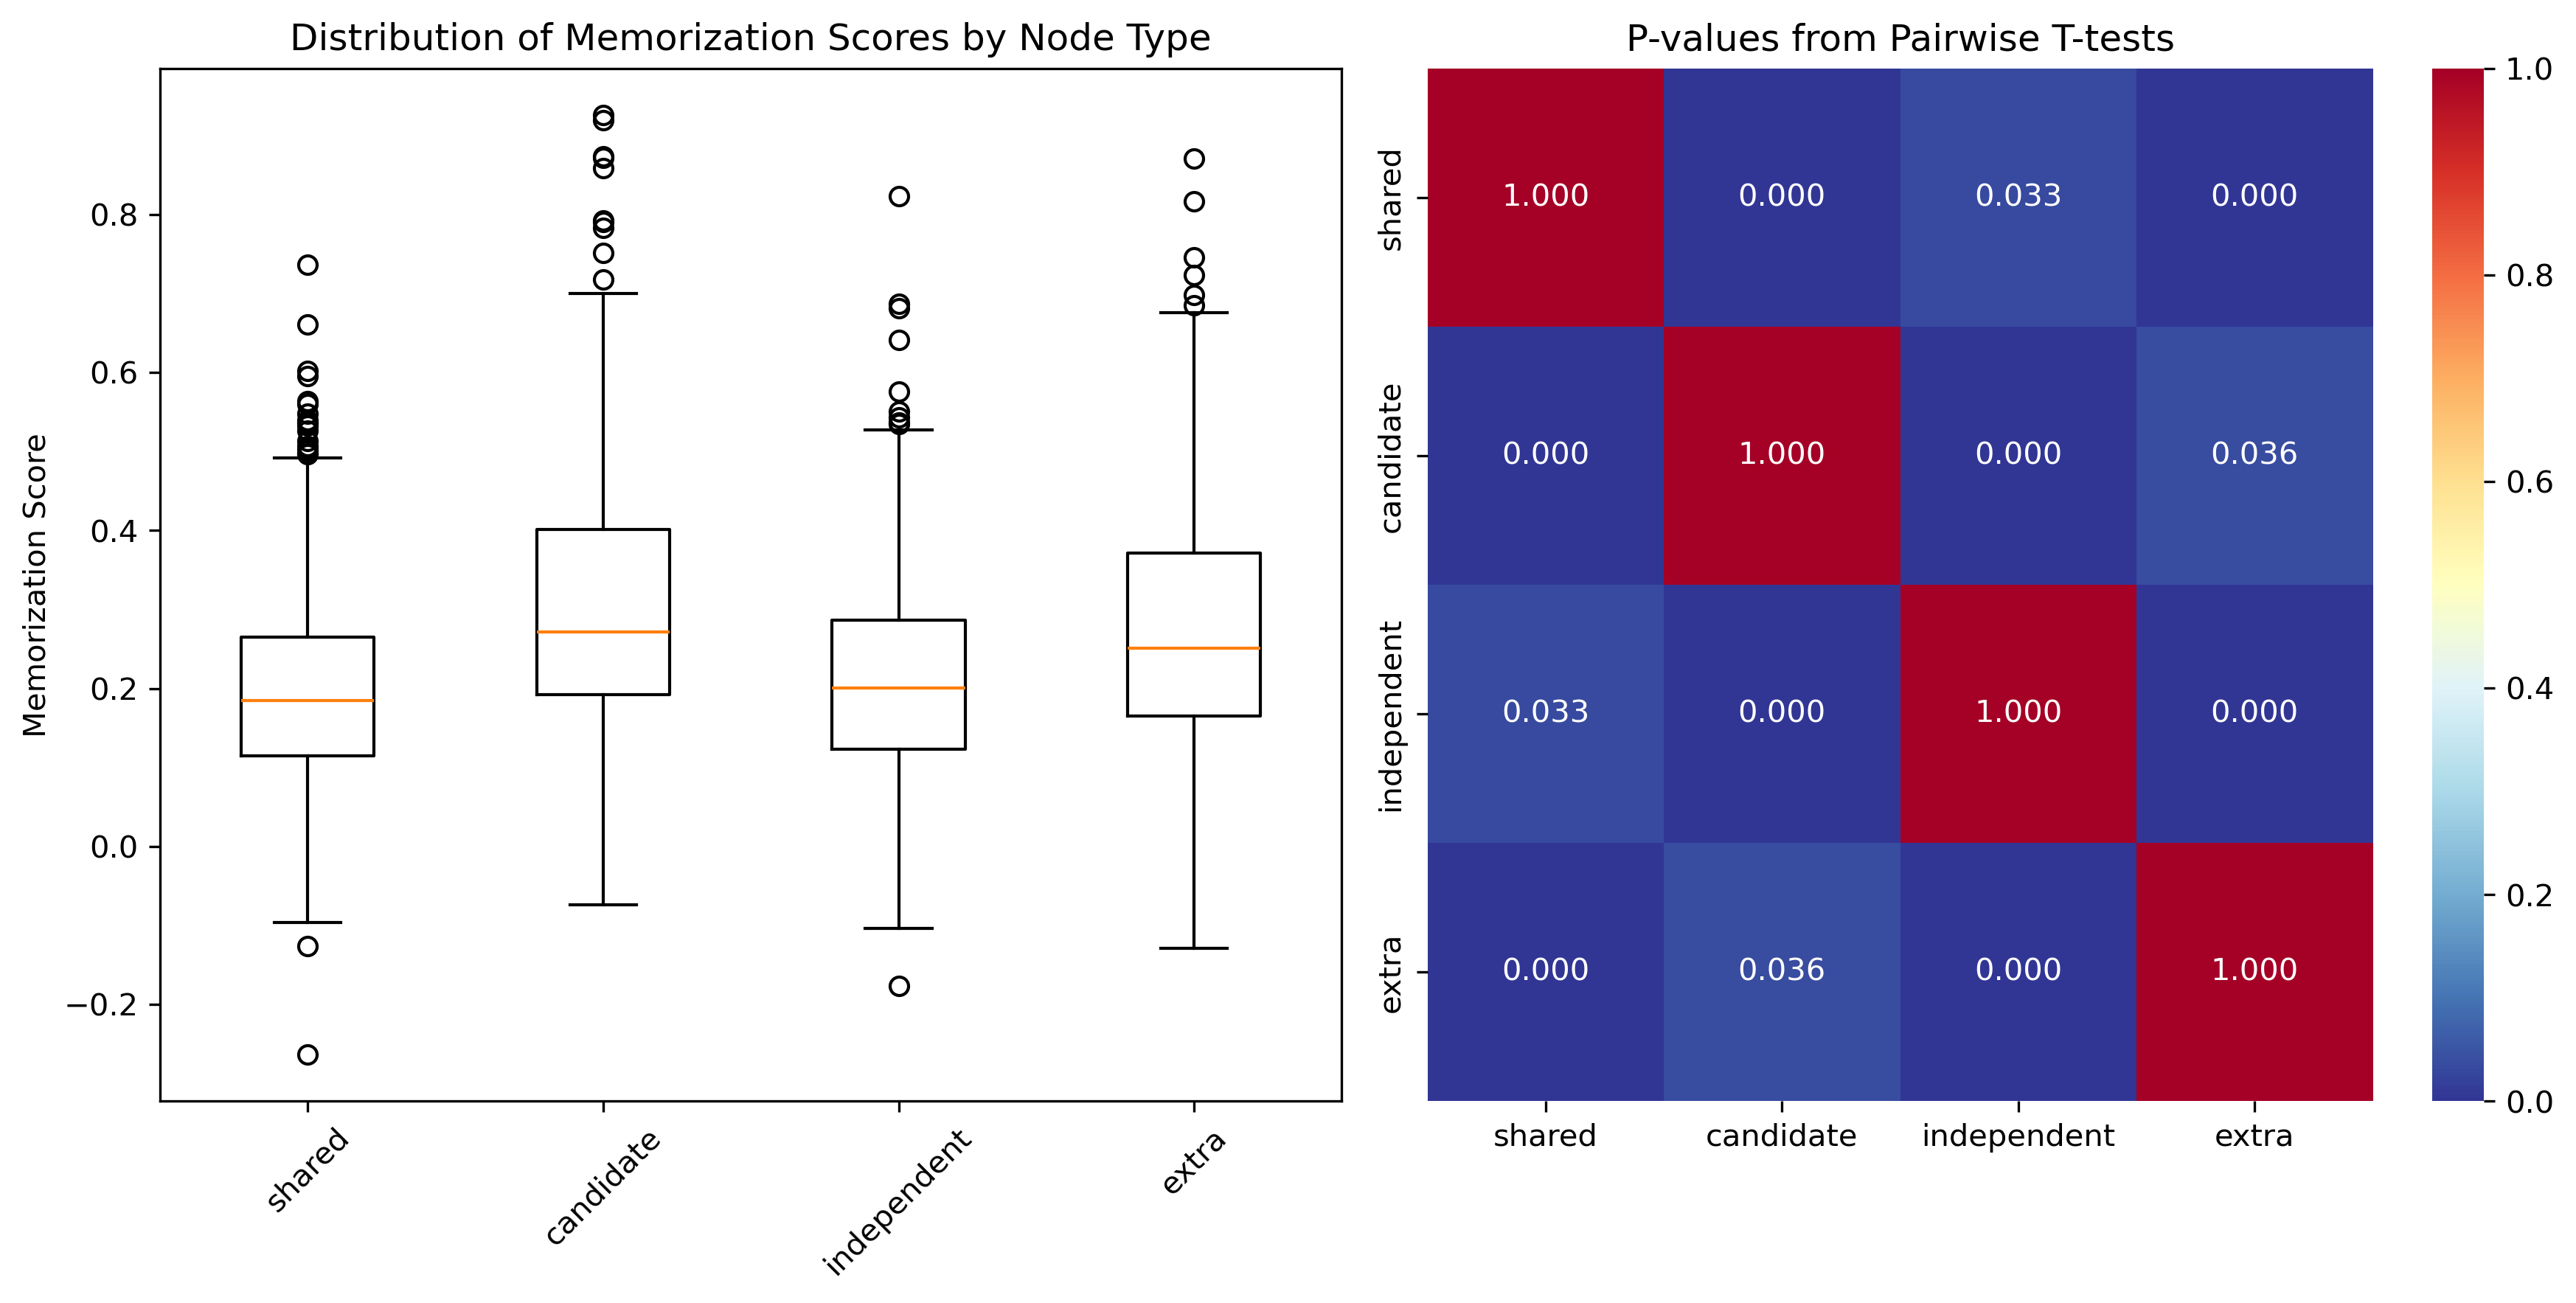 Distribution of Memorization Scores by Node Type
Memorization Score
0.8
0.6
0.4
0.2
0.0
−0.2
shared
candidate
independent
extra
P-values from Pairwise T-tests
shared
candidate
independent
extra
1.000 0.000 0.033 0.000
0.000 1.000 0.000 0.036
0.033 0.000 1.000 0.000
0.000 0.036 0.000 1.000
shared candidate independent extra
1.0
0.8
0.6
0.4
0.2
0.0